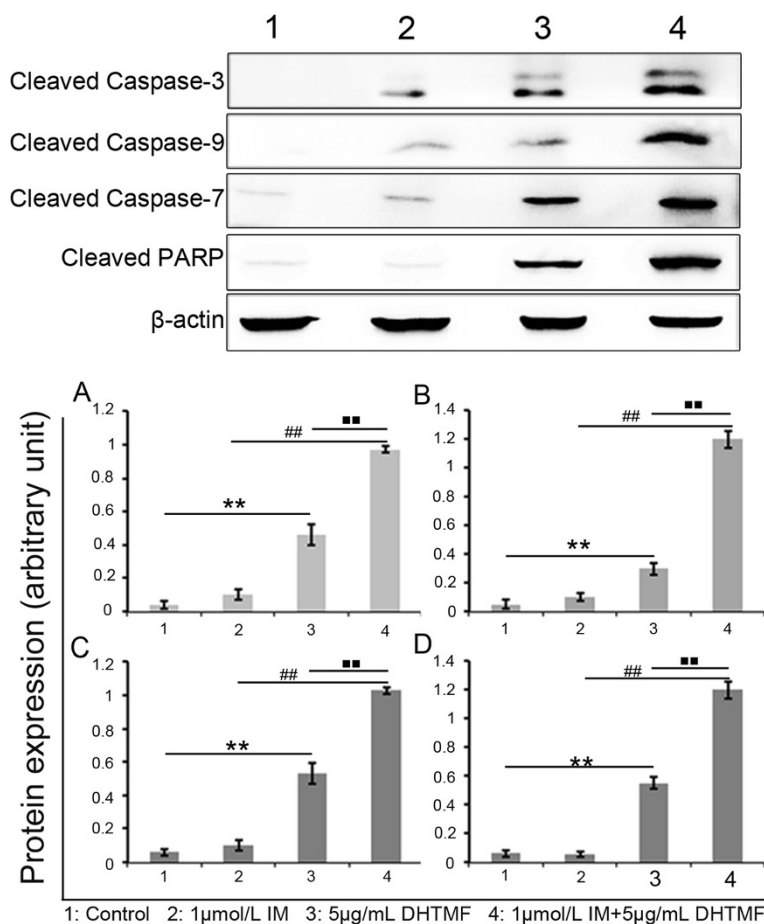 1 2 3 4
Cleaved Caspase-3
Cleaved Caspase-9
Cleaved Caspase-7
Cleaved PARP
β-actin
Protein expression (arbitrary unit)
A
1.2
1
0.8
0.6
0.4
0.2
0
** ## ▪▪
1 2 3 4
B
1.4
1.2
1
0.8
0.6
0.4
0.2
0
** ## ▪▪
1 2 3 4
C
1.2
1
0.8
0.6
0.4
0.2
0
** ## ▪▪
1 2 3 4
D
1.4
1.2
1
0.8
0.6
0.4
0.2
0
** ## ▪▪
1 2 3 4
1: Control 2: 1μmol/L IM 3: 5μg/mL DHTMF 4: 1μmol/L IM+5μg/mL DHTMF